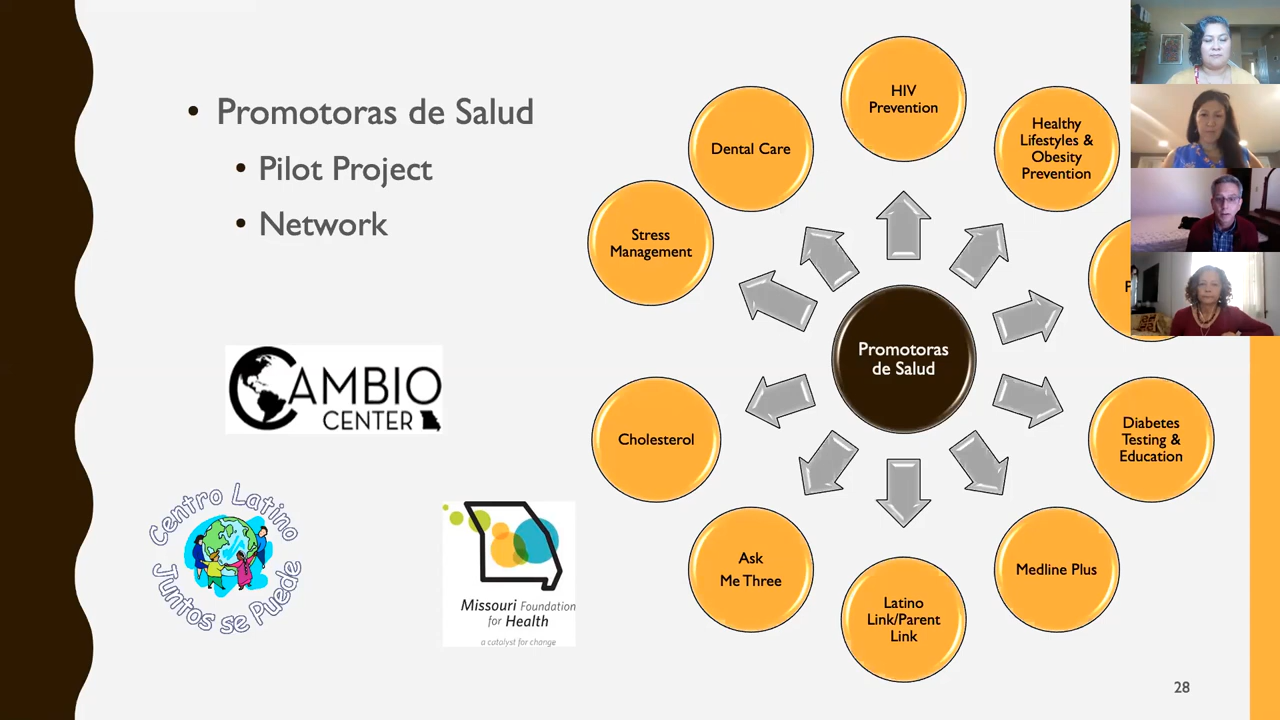 Promotoras de Salud
Pilot Project
Network
CAMBIO
CENTER
Centro Latino
Juntos se Puede
Missouri Foundation
for Health
a catalyst for change
HIV
Prevention
Healthy
Lifestyles &
Obesity
Prevention
Diabetes
Testing &
Education
Medline Plus
Latino
Link/Parent
Link
Ask
Me Three
Cholesterol
Stress
Management
Dental Care
Promotoras
de Salud
28